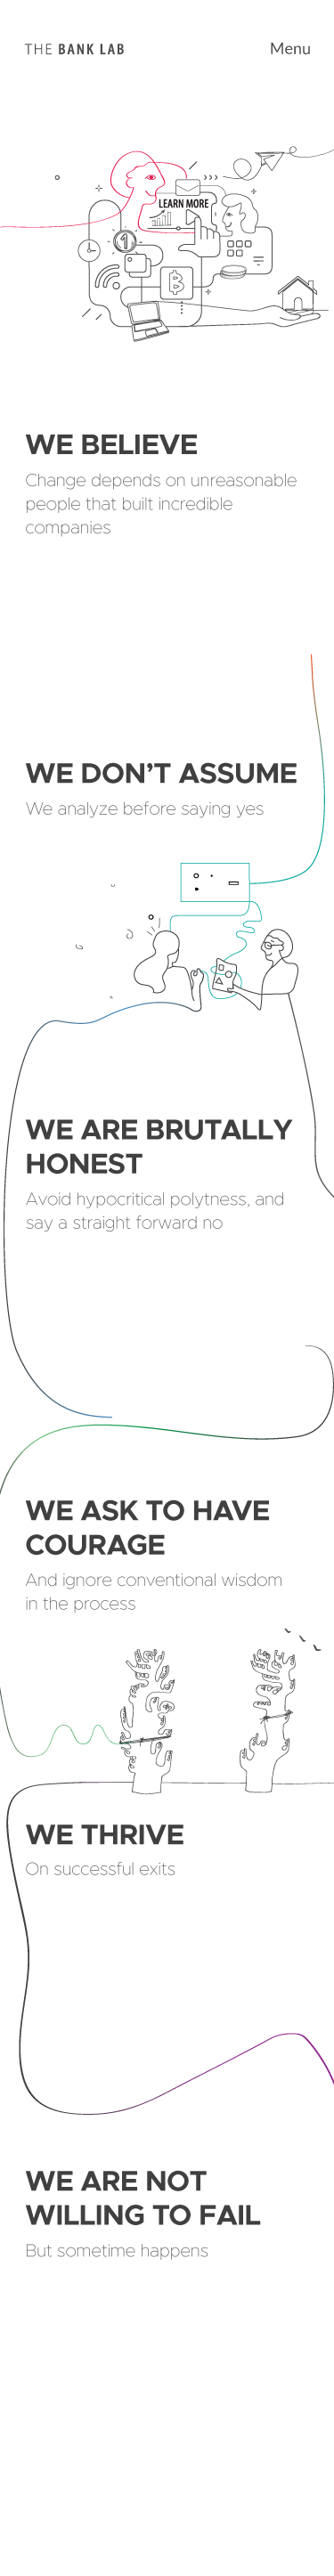 THE BANK LAB
Menu
LEARN MORE
1
WE BELIEVE
Change depends on unreasonable
people that built incredible
companies
WE DON’T ASSUME
We analyze before saying yes
WE ARE BRUTALLY
HONEST
Avoid hypocritical polytness, and
say a straight forward no
WE ASK TO HAVE
COURAGE
And ignore conventional wisdom
in the process
WE THRIVE
On successful exits
WE ARE NOT
WILLING TO FAIL
But sometime happens